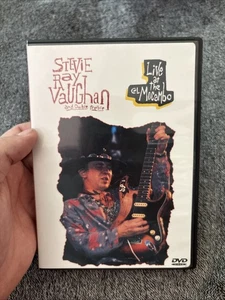 STEVIE
Ray
Vaughan
and Double Trouble
Live
at the
el Mocambo
DVD